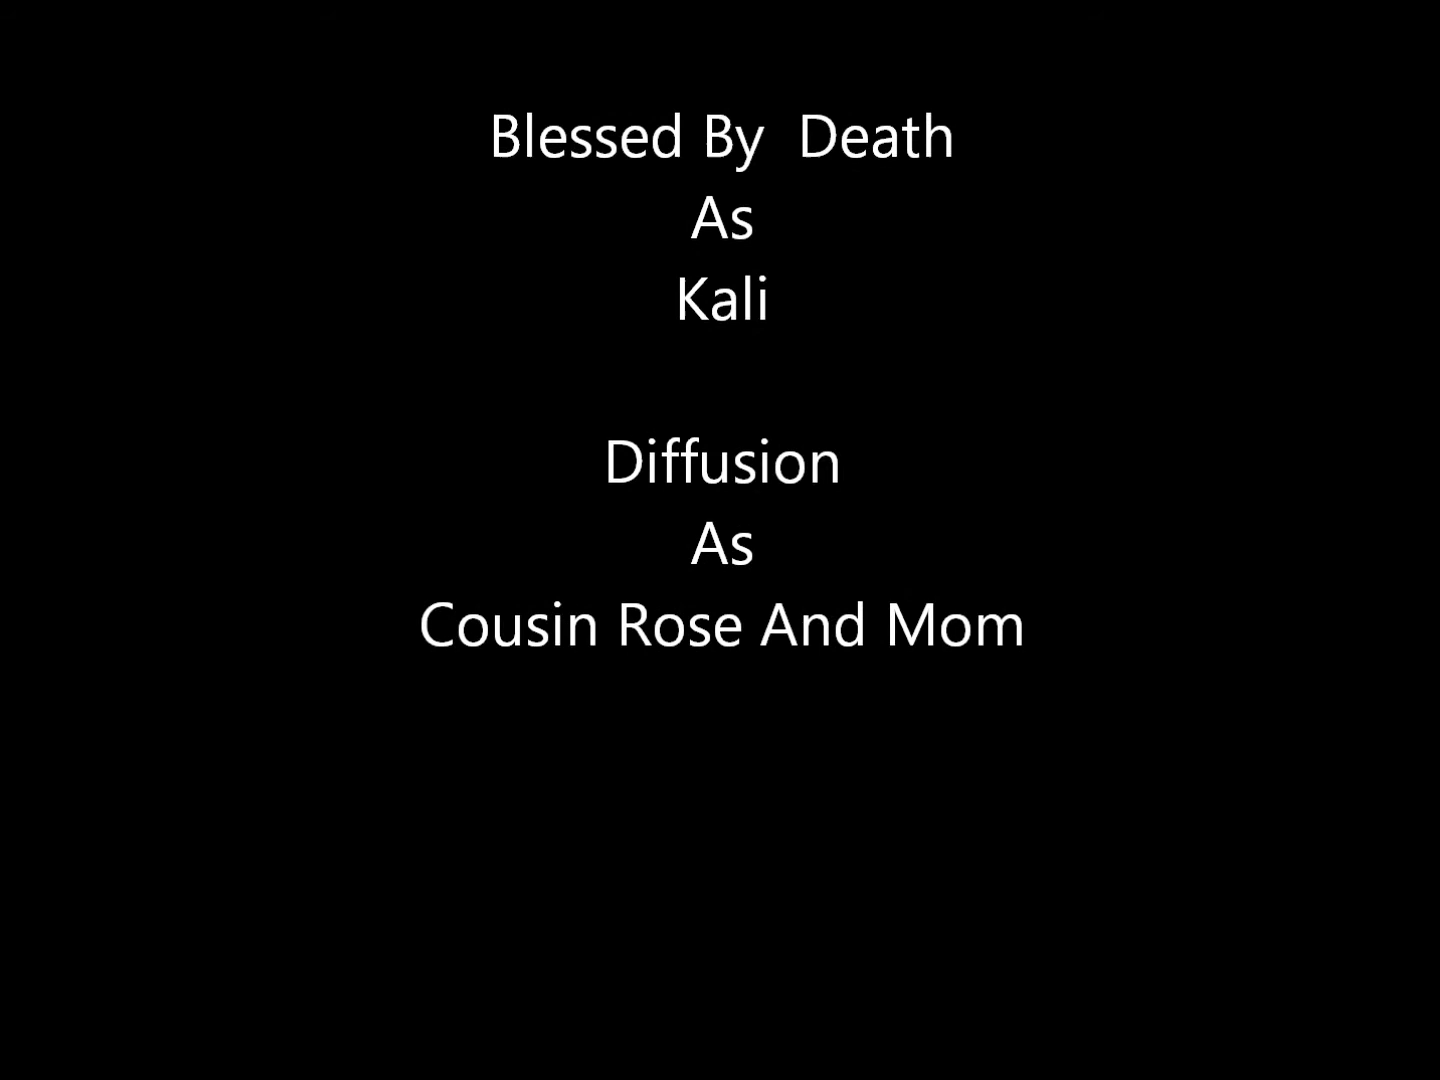 Blessed By  Death
As
Kali
Diffusion
As
Cousin Rose And Mom